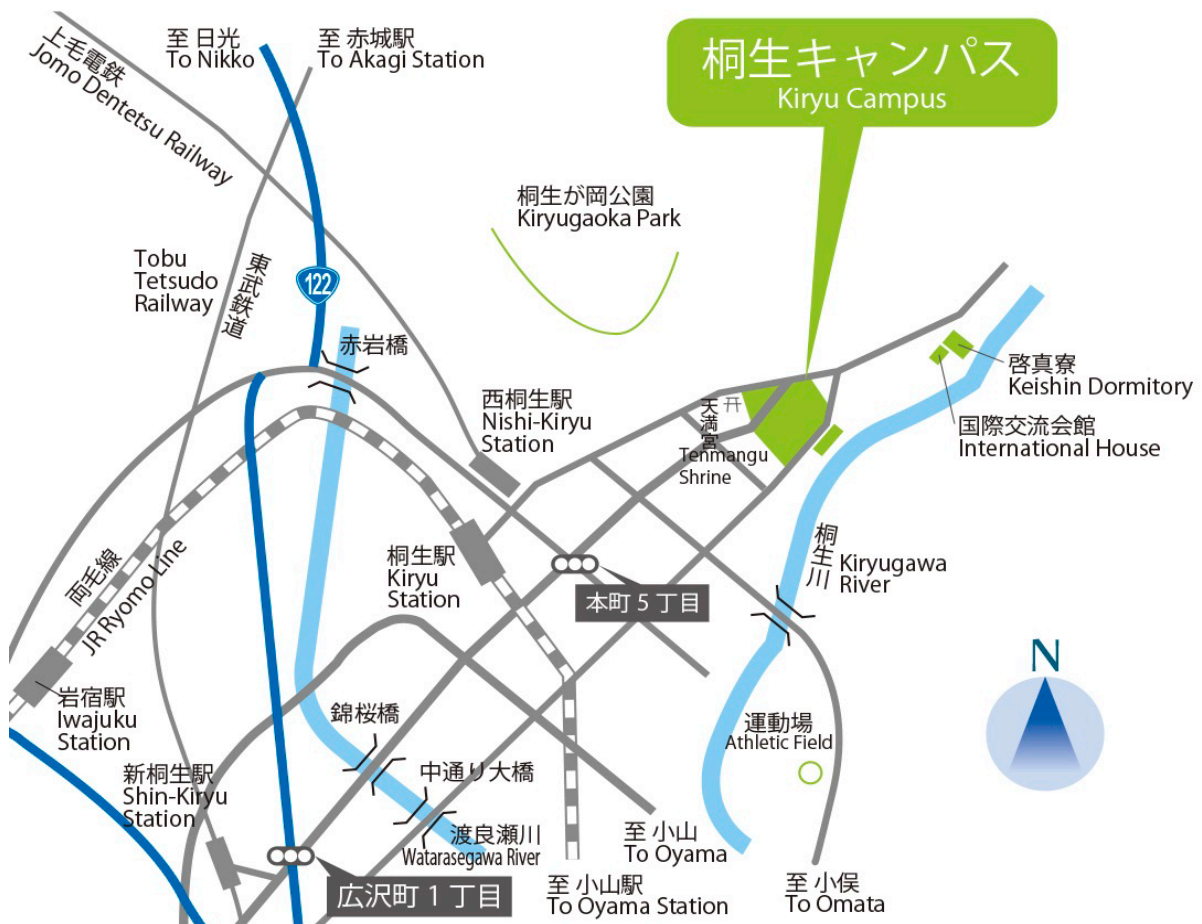 上毛電鉄
Jomo Dentetsu Railway
至 日光
To Nikko
至 赤城駅
To Akagi Station
桐生キャンパス
Kiryu Campus
桐生が岡公園
Kiryugaoka Park
Tobu
Tetsudo
Railway
東武鉄道
122
赤岩橋
西桐生駅
Nishi-Kiryu
Station
天満宮
Tenmangu
Shrine
啓真寮
Keishin Dormitory
国際交流会館
International House
両毛線
JR Ryomo Line
桐生駅
Kiryu
Station
本町 5 丁目
桐生川
Kiryugawa
River
N
岩宿駅
Iwajuku
Station
錦桜橋
運動場
Athletic Field
新桐生駅
Shin-Kiryu
Station
中通り大橋
渡良瀬川
Watarasegawa River
至 小山
To Oyama
広沢町 1 丁目
至 小山駅
To Oyama Station
至 小俣
To Omata